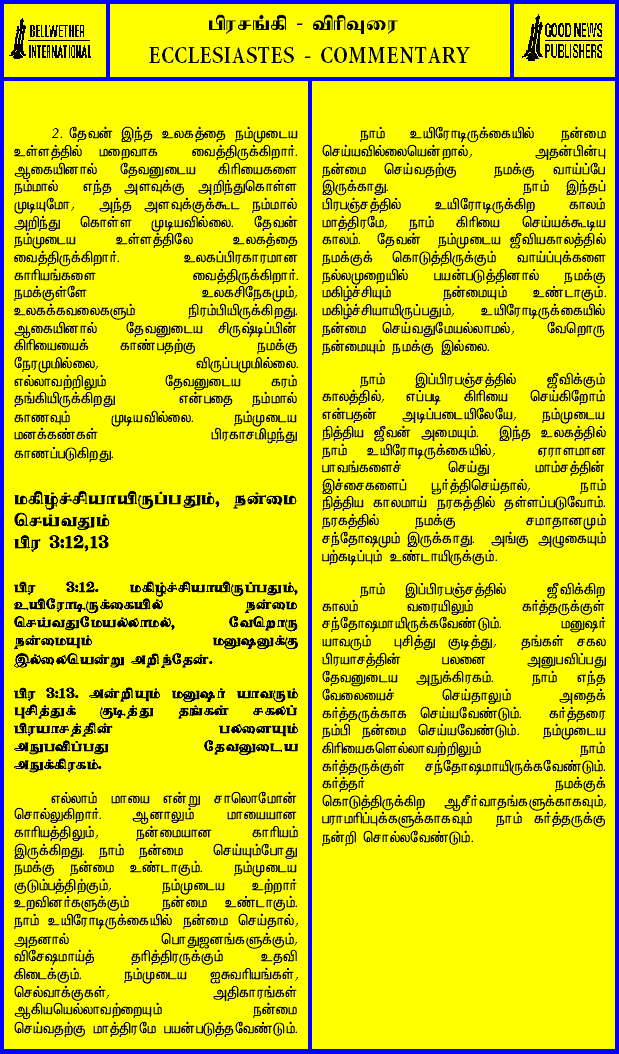 BELLWETHER
INTERNATIONAL
பிரசங்கி - விரிவுரை
ECCLESIASTES - COMMENTARY
GOOD NEWS
PUBLISHERS
2. தேவன் இந்த உலகத்தை நம்முடைய
உள்ளத்தில் மறைவாக வைத்திருக்கிறார்.
ஆகையினால் தேவனுடைய கிரியைகளை
நம்மால் எந்த அளவுக்கு அறிந்துகொள்ள
முடியுமோ, அந்த அளவுக்குக்கூட நம்மால்
அறிந்து கொள்ள முடியவில்லை. தேவன்
நம்முடைய உள்ளத்திலே உலகத்தை
வைத்திருக்கிறார். உலகப்பிரகாரமான
காரியங்களை வைத்திருக்கிறார்.
நமக்குள்ளே உலகசிநேகமும்,
உலகக்கவலைகளும் நிரம்பியிருக்கிறது.
ஆகையினால் தேவனுடைய சிருஷ்டிப்பின்
கிரியையைக் காண்பதற்கு நமக்கு
நேரமுமில்லை, விருப்பமுமில்லை.
எல்லாவற்றிலும் தேவனுடைய கரம்
தங்கியிருக்கிறது என்பதை நம்மால்
காணவும் முடியவில்லை. நம்முடைய
மனக்கண்கள் பிரகாசமிழந்து
காணப்படுகிறது.
மகிழ்ச்சியாயிருப்பதும், நன்மை
செய்வதும்
பிர 3:12,13
பிர 3:12. மகிழ்ச்சியாயிருப்பதும்,
உயிரோடிருக்கையில் நன்மை
செய்வதுமேயல்லாமல், வேறொரு
நன்மையும் மனுஷனுக்கு
இல்லையென்று அறிந்தேன்.
பிர 3:13. அன்றியும் மனுஷர் யாவரும்
புசித்துக் குடித்து தங்கள் சகலப்
பிரயாசத்தின் பலனையும்
அநுபவிப்பது தேவனுடைய
அநுக்கிரகம்.
எல்லாம் மாயை என்று சாலொமோன்
சொல்லுகிறார். ஆனாலும் மாயையான
காரியத்திலும், நன்மையான காரியம்
இருக்கிறது. நாம் நன்மை செய்யும்போது
நமக்கு நன்மை உண்டாகும். நம்முடைய
குடும்பத்திற்கும், நம்முடைய உற்றார்
உறவினர்களுக்கும் நன்மை உண்டாகும்.
நாம் உயிரோடிருக்கையில் நன்மை செய்தால்,
அதனால் பொதுஜனங்களுக்கும்,
விசேஷமாய்த் தரித்திரருக்கும் உதவி
கிடைக்கும். நம்முடைய ஐசுவரியங்கள்,
செல்வாக்குகள், அதிகாரங்கள்
ஆகியயெல்லாவற்றையும் நன்மை
செய்வதற்கு மாத்திரமே பயன்படுத்தவேண்டும்.
நாம் உயிரோடிருக்கையில் நன்மை
செய்யவில்லையென்றால், அதன்பின்பு
நன்மை செய்வதற்கு நமக்கு வாய்ப்பே
இருக்காது. நாம் இந்தப்
பிரபஞ்சத்தில் உயிரோடிருக்கிற காலம்
மாத்திரமே, நாம் கிரியை செய்யக்கூடிய
காலம். தேவன் நம்முடைய ஜீவியகாலத்தில்
நமக்குக் கொடுத்திருக்கும் வாய்ப்புக்களை
நல்லமுறையில் பயன்படுத்தினால் நமக்கு
மகிழ்ச்சியும் நன்மையும் உண்டாகும்.
மகிழ்ச்சியாயிருப்பதும், உயிரோடிருக்கையில்
நன்மை செய்வதுமேயல்லாமல், வேறொரு
நன்மையும் நமக்கு இல்லை.
நாம் இப்பிரபஞ்சத்தில் ஜீவிக்கும்
காலத்தில், எப்படி கிரியை செய்கிறோம்
என்பதன் அடிப்படையிலேயே, நம்முடைய
நித்திய ஜீவன் அமையும். இந்த உலகத்தில்
நாம் உயிரோடிருக்கையில், ஏராளமான
பாவங்களைச் செய்து மாம்சத்தின்
இச்சைகளைப் பூர்த்திசெய்தால், நாம்
நித்திய காலமாய் நரகத்தில் தள்ளப்படுவோம்.
நரகத்தில் நமக்கு சமாதானமும்
சந்தோஷமும் இருக்காது. அங்கு அழுகையும்
பற்கடிப்பும் உண்டாயிருக்கும்.
நாம் இப்பிரபஞ்சத்தில் ஜீவிக்கிற
காலம் வரையிலும் கர்த்தருக்குள்
சந்தோஷமாயிருக்கவேண்டும். மனுஷர்
யாவரும் புசித்து குடித்து, தங்கள் சகல
பிரயாசத்தின் பலனை அனுபவிப்பது
தேவனுடைய அநுக்கிரகம். நாம் எந்த
வேலையைச் செய்தாலும் அதைக்
கர்த்தருக்காக செய்யவேண்டும். கர்த்தரை
நம்பி நன்மை செய்யவேண்டும். நம்முடைய
கிரியைகளெல்லாவற்றிலும் நாம்
கர்த்தருக்குள் சந்தோஷமாயிருக்கவேண்டும்.
கர்த்தர் நமக்குக்
கொடுத்திருக்கிற ஆசீர்வாதங்களுக்காகவும்,
பராமரிப்புக்களுக்காகவும் நாம் கர்த்தருக்கு
நன்றி சொல்லவேண்டும்.